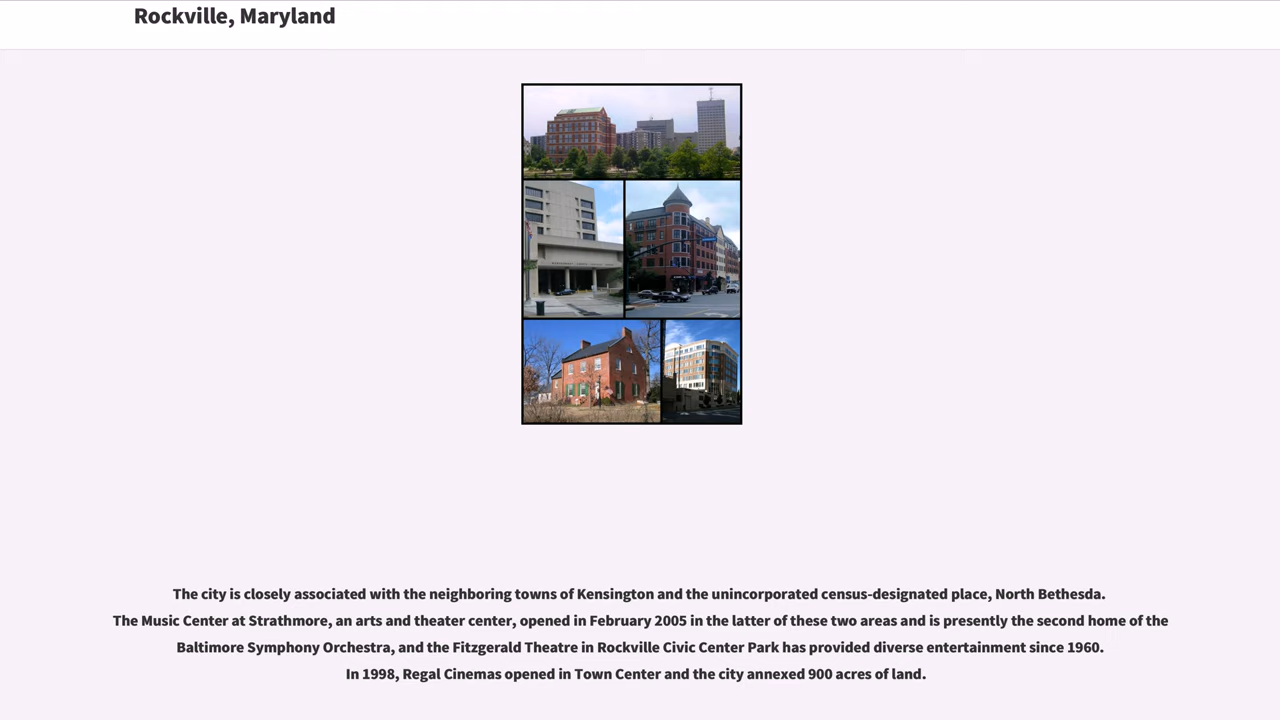 Rockville, Maryland
The city is closely associated with the neighboring towns of Kensington and the unincorporated census-designated place, North Bethesda.
The Music Center at Strathmore, an arts and theater center, opened in February 2005 in the latter of these two areas and is presently the second home of the
Baltimore Symphony Orchestra, and the Fitzgerald Theatre in Rockville Civic Center Park has provided diverse entertainment since 1960.
In 1998, Regal Cinemas opened in Town Center and the city annexed 900 acres of land.